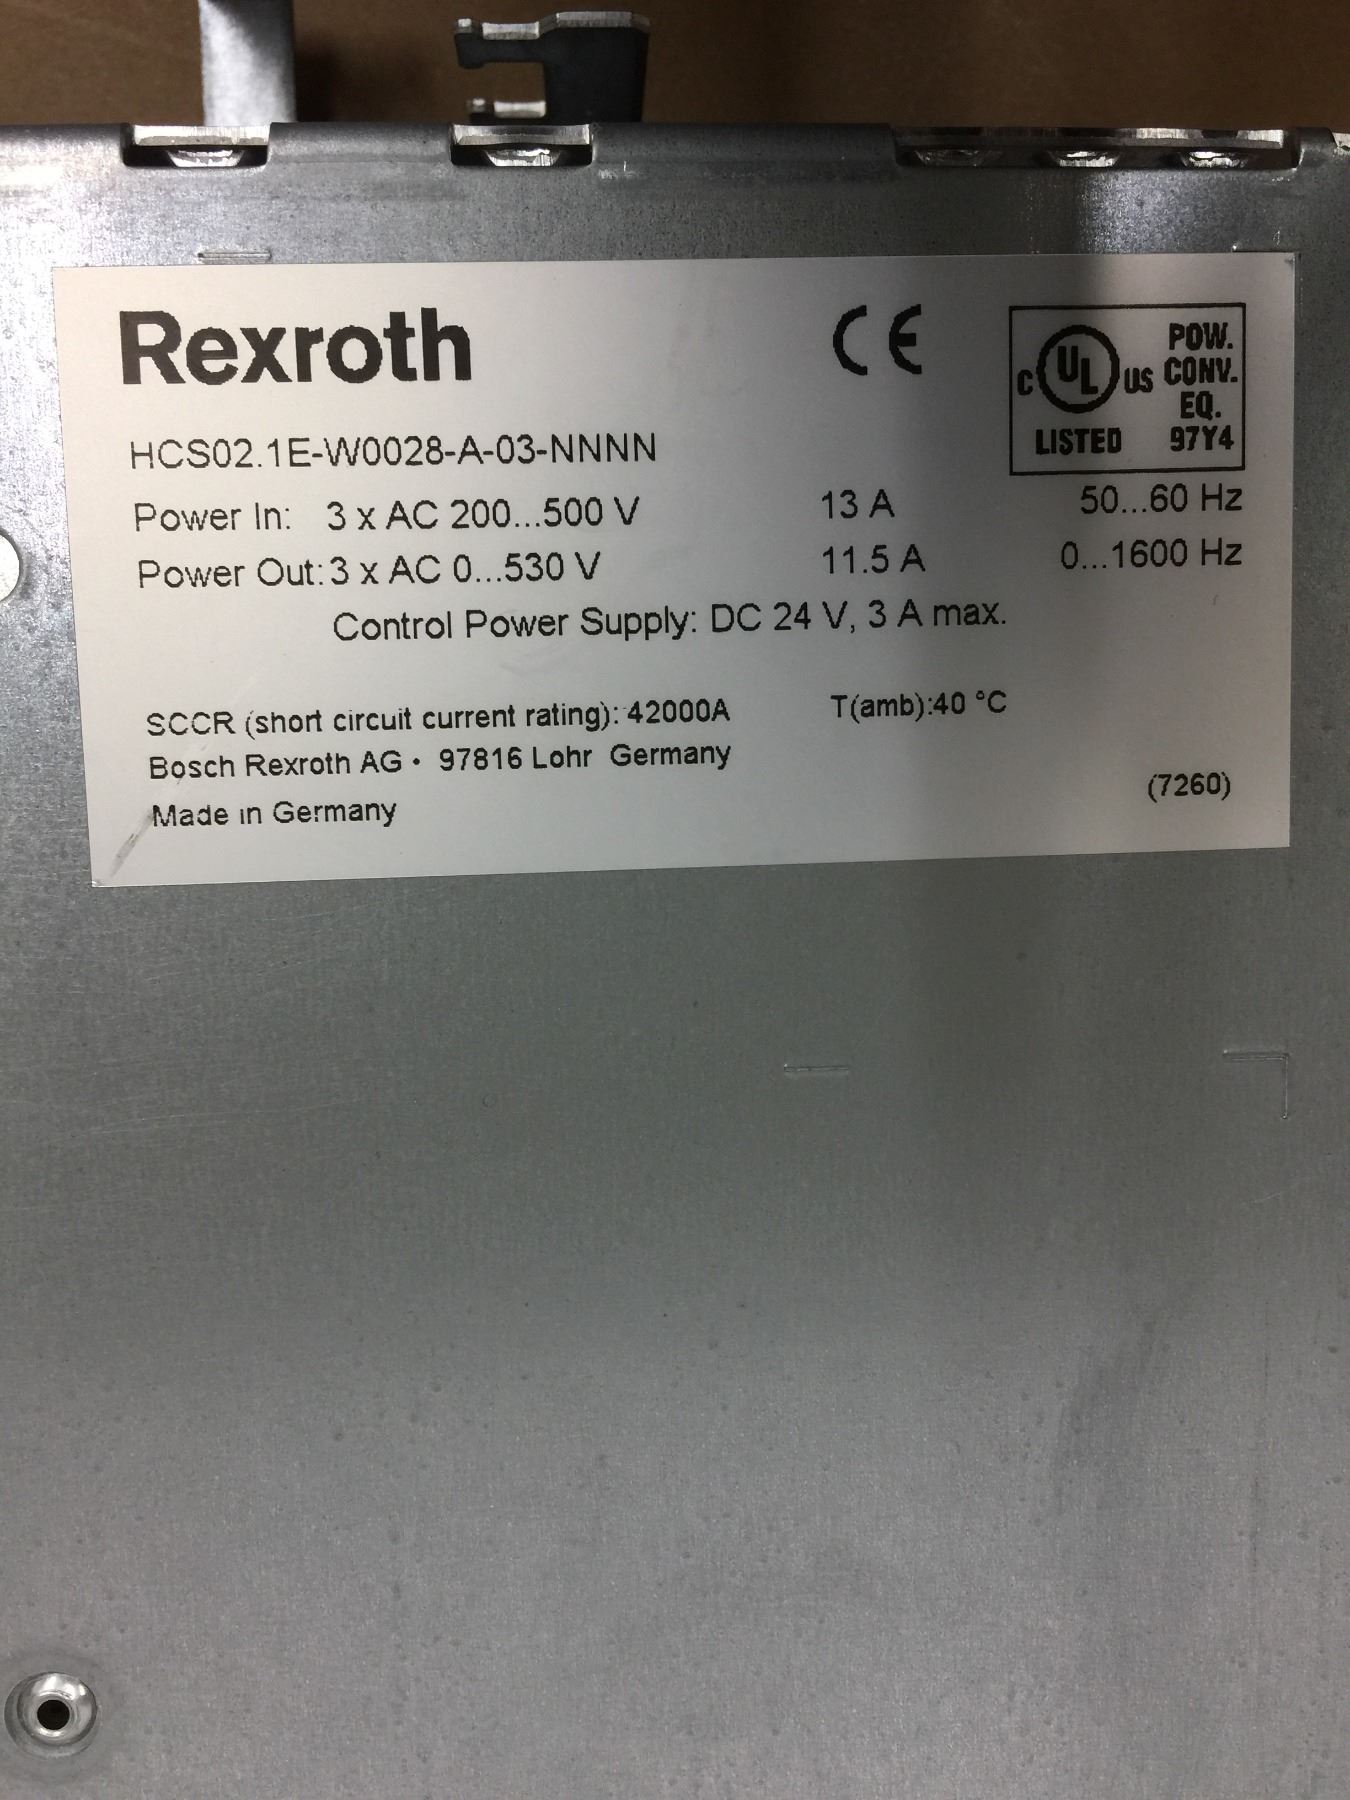 Rexroth
CE
C UL US
LISTED
POW.
CONV.
EQ.
97Y4
HCS02.1E-W0028-A-03-NNNN
Power In: 3 x AC 200...500 V 13 A 50...60 Hz
Power Out: 3 x AC 0...530 V 11.5 A 0...1600 Hz
Control Power Supply: DC 24 V, 3 A max.
SCCR (short circuit current rating): 42000A T(amb):40 °C
Bosch Rexroth AG • 97816 Lohr Germany
(7260)
Made in Germany